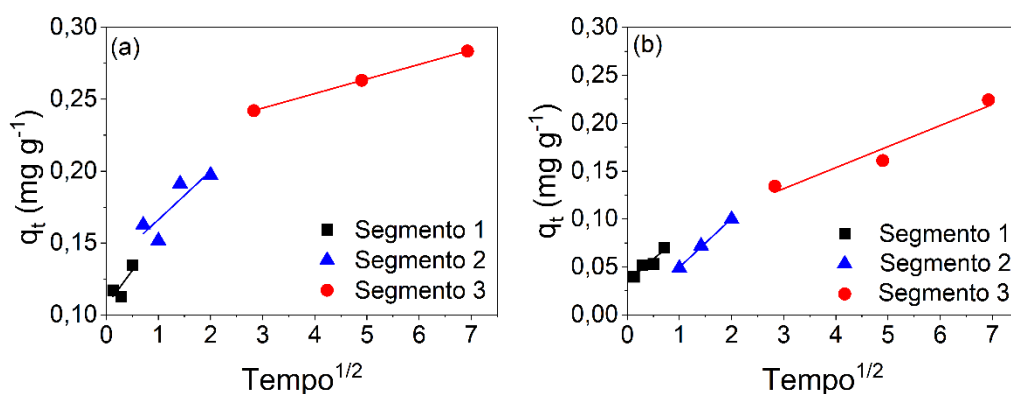 (a)
q_t (mg g⁻¹)
0,30
0,25
0,20
0,15
0,10
Segmento 1
Segmento 2
Segmento 3
0 1 2 3 4 5 6 7
Tempo^1/2
(b)
q_t (mg g⁻¹)
0,30
0,25
0,20
0,15
0,10
0,05
0,00
Segmento 1
Segmento 2
Segmento 3
0 1 2 3 4 5 6 7
Tempo^1/2